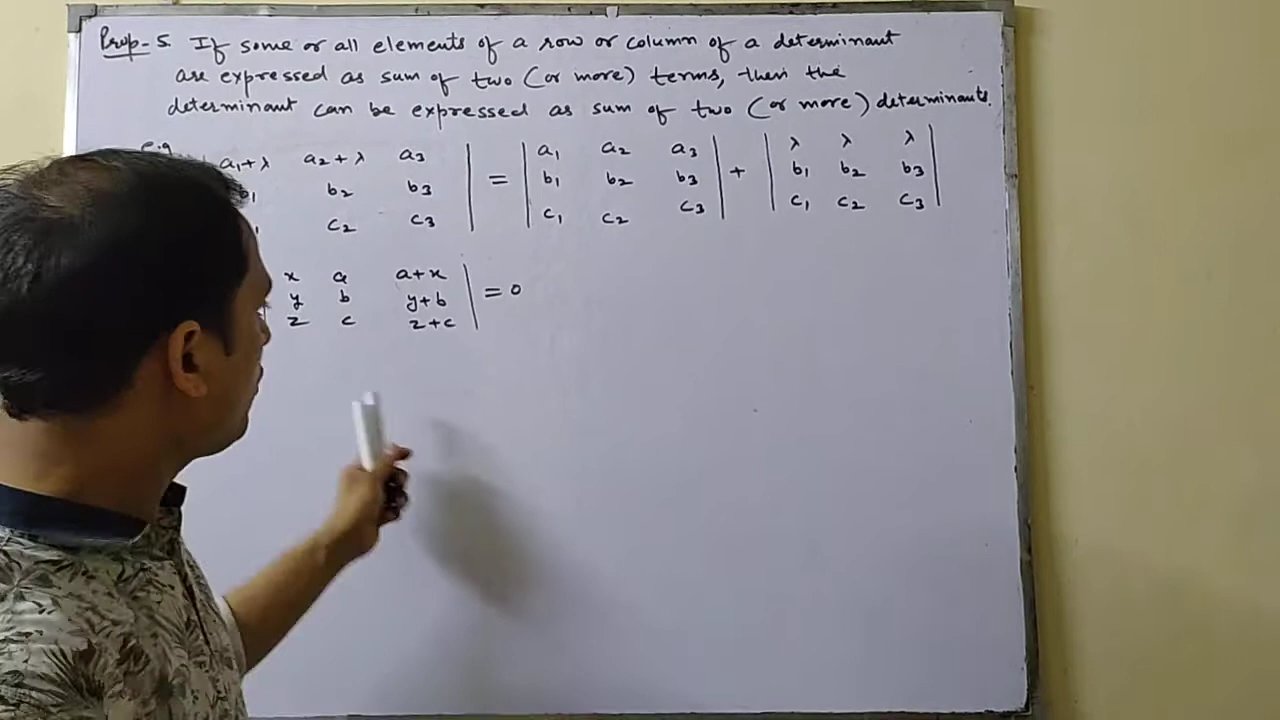 Prop-5. If some or all elements of a row or column of a determinant
are expressed as sum of two (or more) terms, then the
determinant can be expressed as sum of two (or more) determinants.
e.g
a₁+λ a₂+λ a₃ | = | a₁ a₂ a₃ | + | λ λ λ |
b₁ b₂ b₃ | b₁ b₂ b₃ | | b₁ b₂ b₃ |
c₂ c₃ | c₁ c₂ c₃ | | c₁ c₂ c₃ |
x a a+x
y b y+b | = 0
z c z+c